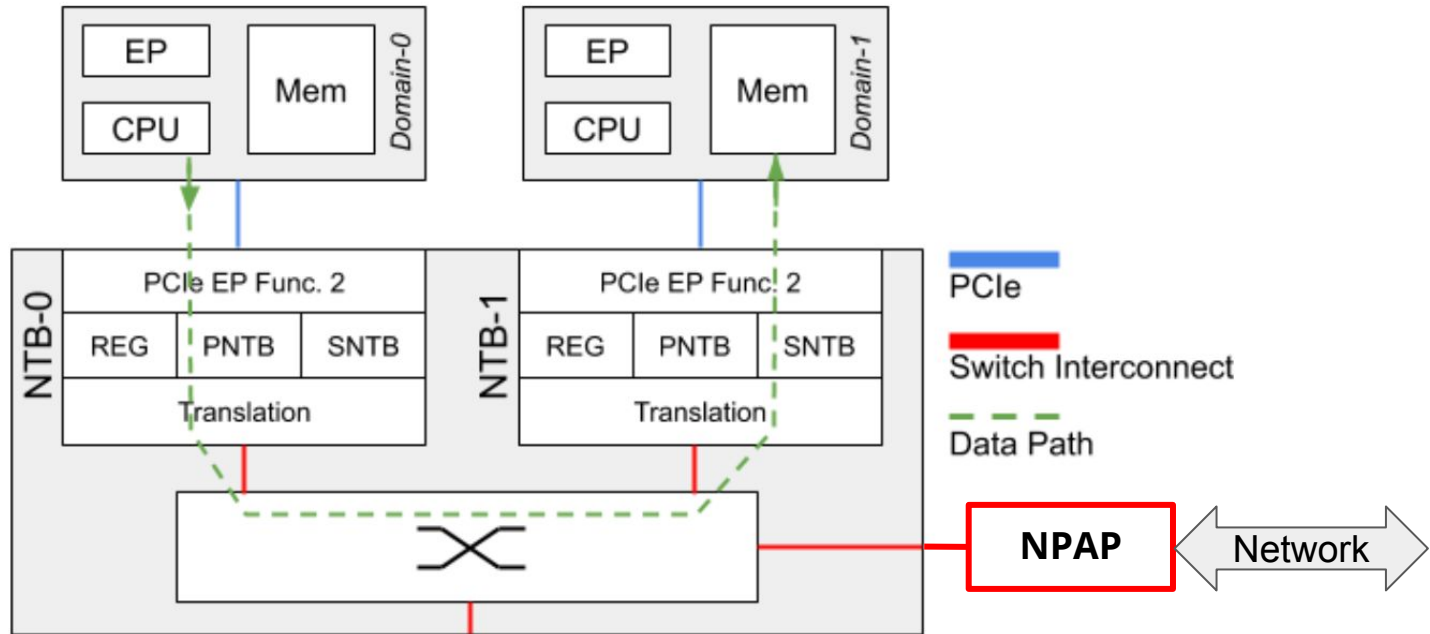 EP
CPU
Mem
Domain-0
EP
CPU
Mem
Domain-1
NTB-0
PCIe EP Func. 2
REG
PNTB
SNTB
Translation
NTB-1
PCIe EP Func. 2
REG
PNTB
SNTB
Translation
PCIe
Switch Interconnect
Data Path
NPAP
Network